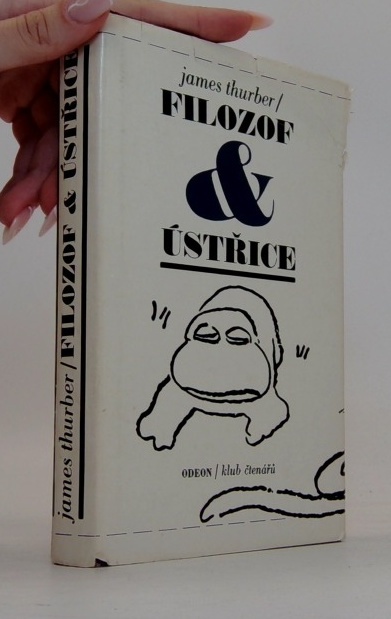 james thurber/
FILOZOF
&
ÚSTŘICE
ODEON / klub čtenářů
james thurber/FILOZOF & ÚSTŘICE